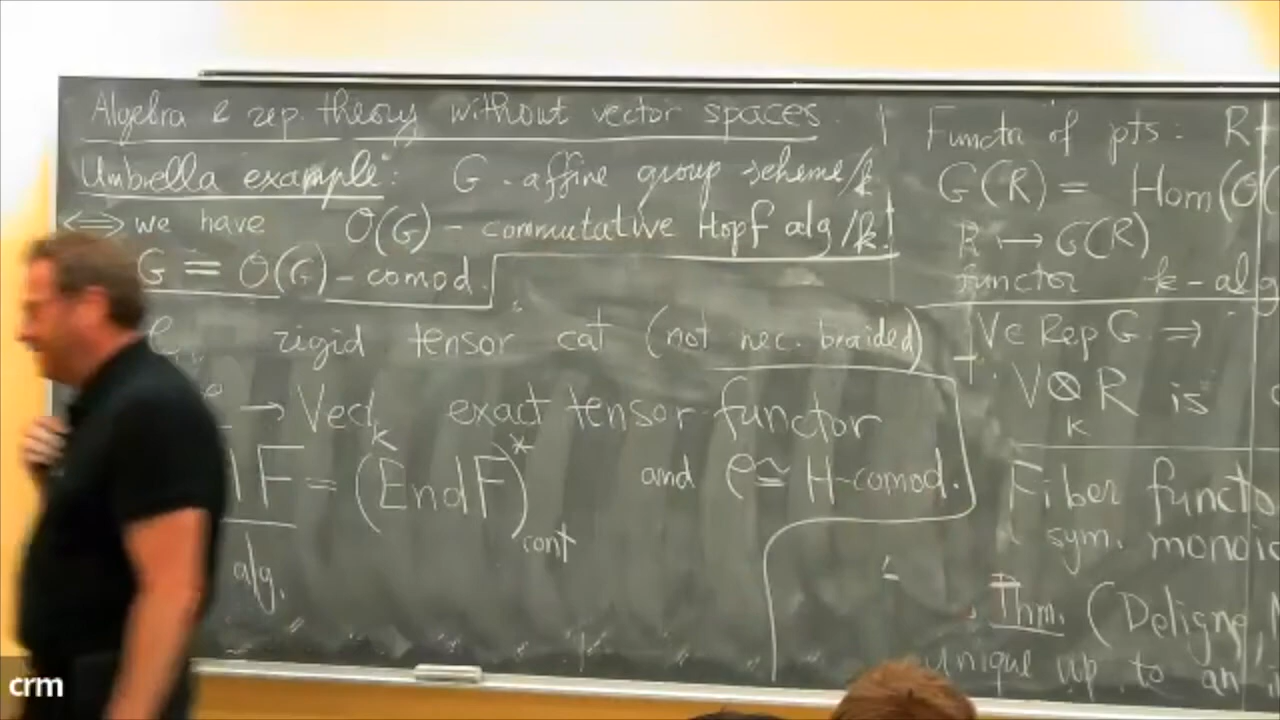 Algebra & rep. theory without vector spaces.
Umbrella example: G - affine group scheme/k
⟺ we have O(G) - commutative Hopf alg/k.
G = O(G)-comod.
C rigid tensor cat (not nec. braided)
→ Vec_k exact tensor functor
F = (End F)^*_cont and C ≅ H-comod.
alg.
Functor of pts: R
G(R) = Hom(O(
R ⟼ G(R)
functor k-alg
V∈Rep G ⇒
V⊗R is
k
Fiber functo
sym. monoi
Thm. (Deligne,
unique up to an i
crm